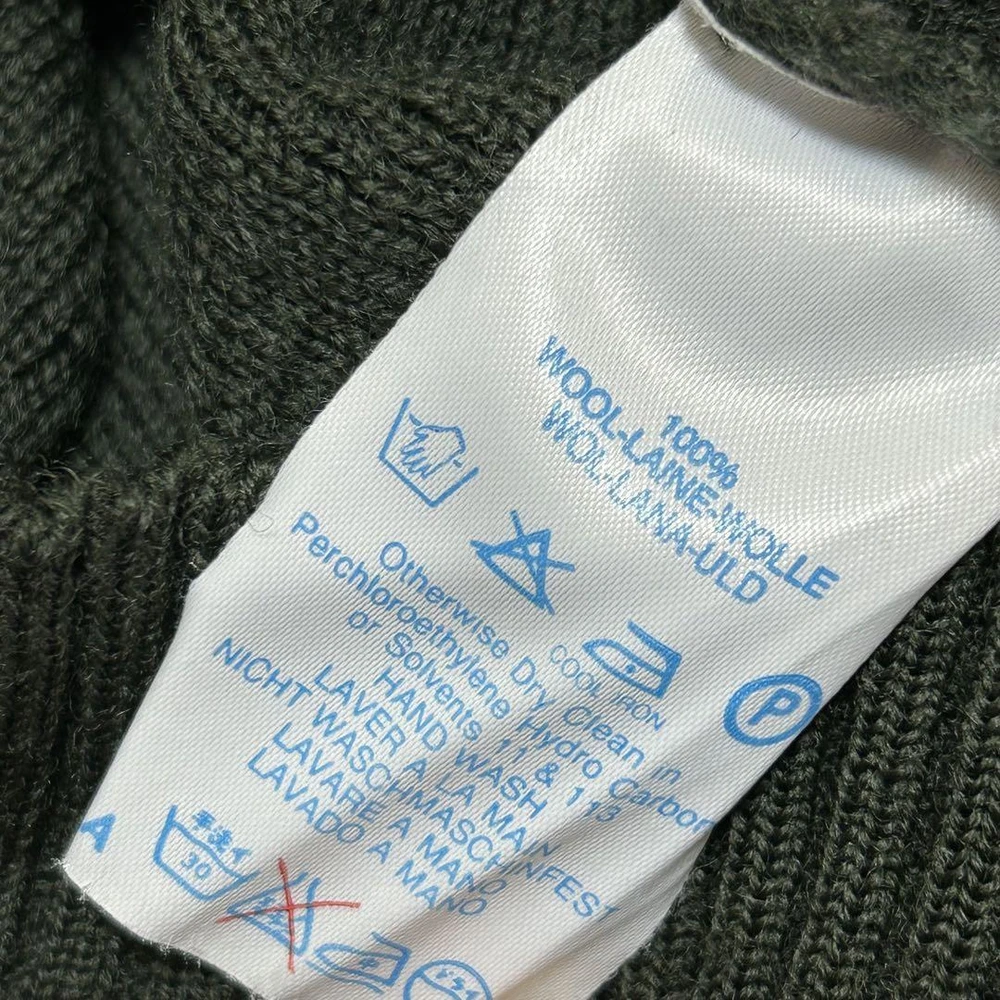 100%
WOOL-LAINE-WOLLE
WOL-LANA-ULD
COOL IRON
P
Otherwise Dry Clean in
Perchloroethylene Hydro Carbon
or Solvents 11 & 113
HAND WASH
LAVER A LA MAIN
NICHT WASCHMASCHINFEST
LAVARE A MANO
LAVADO A MANO
A
30